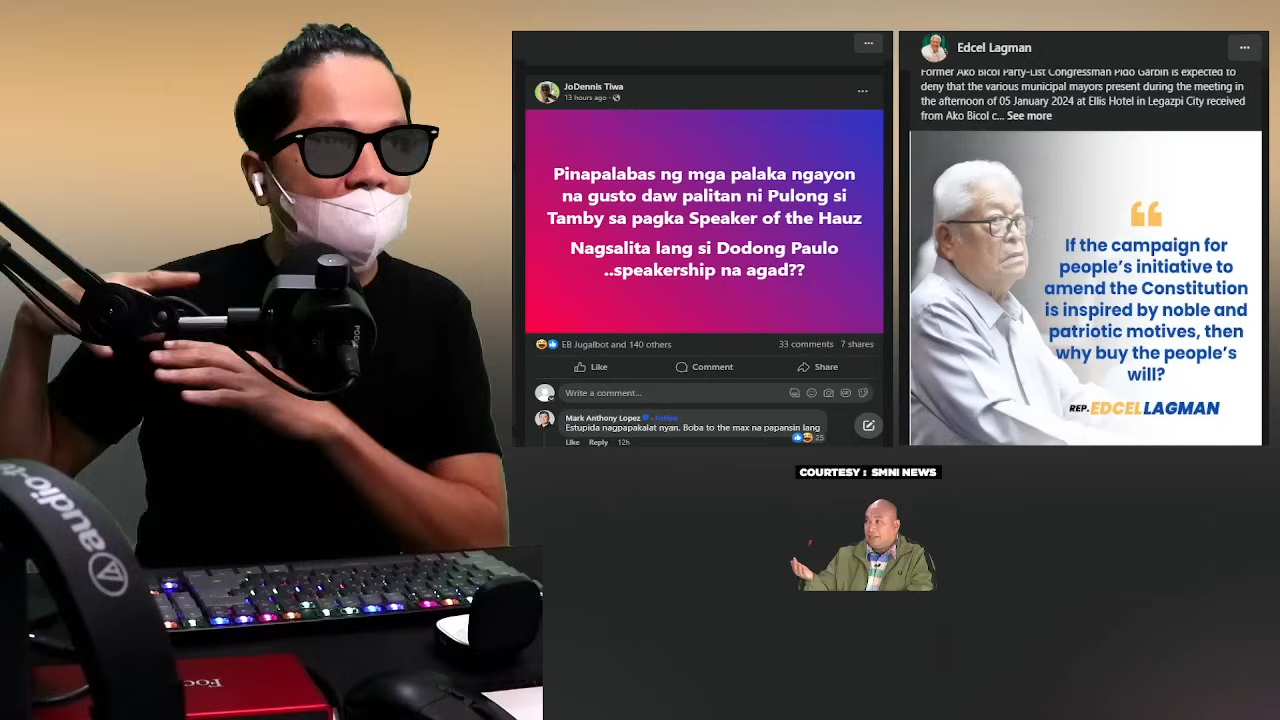 JoDennis Tiwa
13 hours ago
Pinapalabas ng mga palaka ngayon
na gusto daw palitan ni Pulong si
Tamby sa pagka Speaker of the Hauz
Nagsalita lang si Dodong Paulo
..speakership na agad??
EB Jugalbot and 140 others
33 comments 7 shares
Like Comment Share
Write a comment...
Mark Anthony Lopez · Follow
Estupida nagpapakalat nyan. Boba to the max na papansin lang
25
Like Reply 12h
Edcel Lagman
Former Ako Bicol Party-List Congressman Pido Garbin is expected to
deny that the various municipal mayors present during the meeting in
the afternoon of 05 January 2024 at Ellis Hotel in Legazpi City received
from Ako Bicol c... See more
If the campaign for
people's initiative to
amend the Constitution
is inspired by noble and
patriotic motives, then
why buy the people's
will?
REP. EDCEL LAGMAN
COURTESY : SMNI NEWS
audio-te
Foc